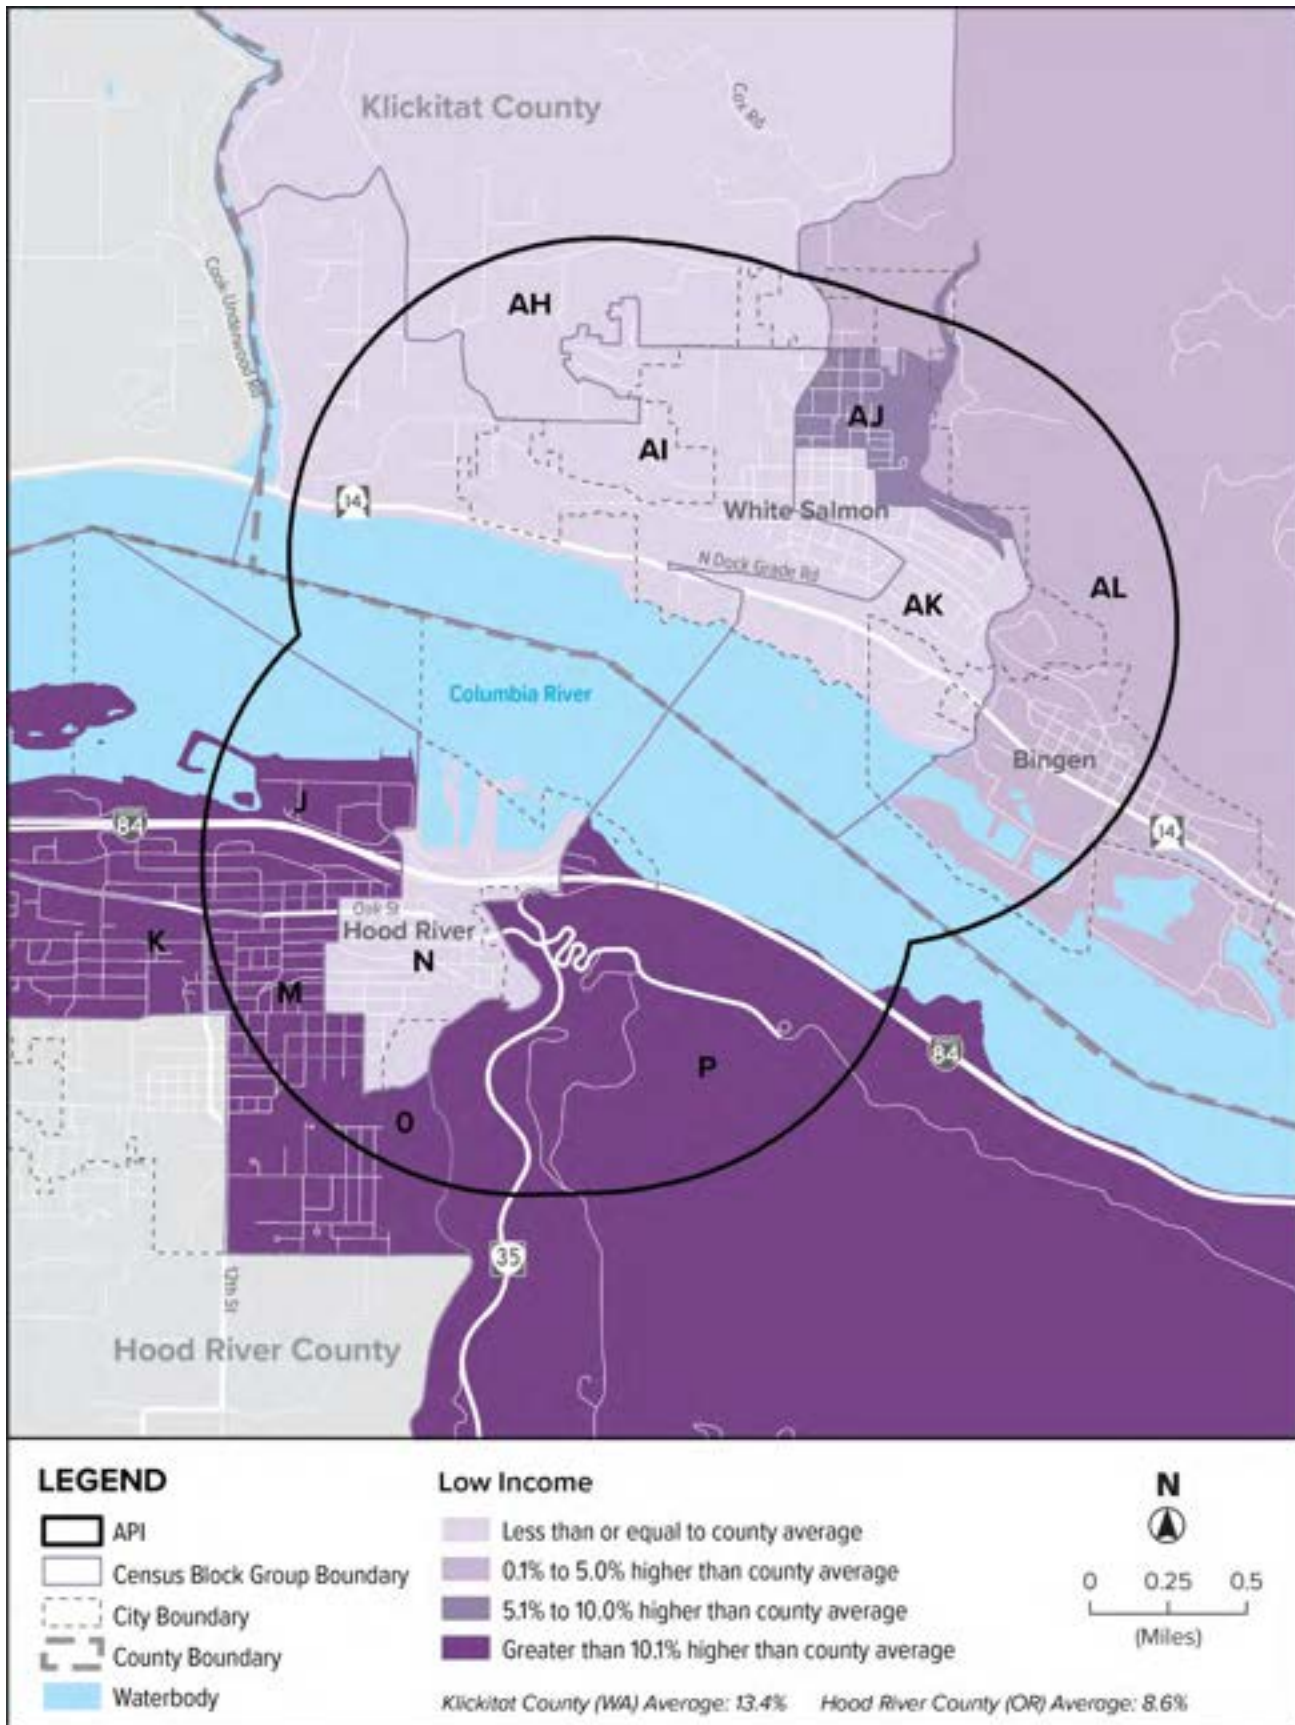 Klickitat County
Cox Rd
Cook-Underwood Rd
AH
AJ
AI
14
White Salmon
N Dock Grade Rd
AK
AL
Columbia River
Bingen
J
84
14
Oak St
Hood River
K
N
M
84
P
O
35
12th St
Hood River County
LEGEND
API
Census Block Group Boundary
City Boundary
County Boundary
Waterbody
Low Income
Less than or equal to county average
0.1% to 5.0% higher than county average
5.1% to 10.0% higher than county average
Greater than 10.1% higher than county average
Klickitat County (WA) Average: 13.4% Hood River County (OR) Average: 8.6%
N
0 0.25 0.5
(Miles)